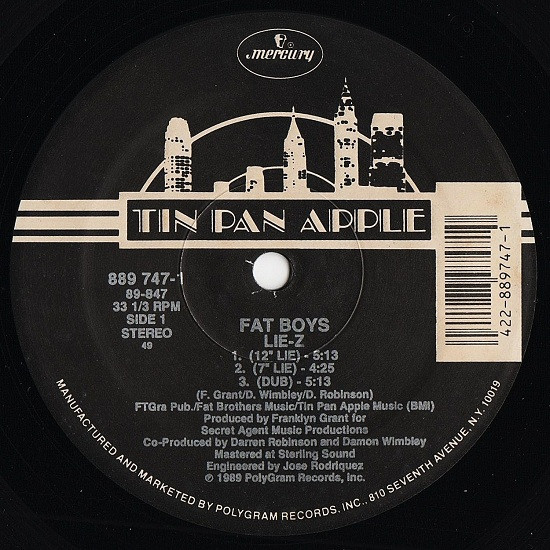 mercury
TIN PAN APPLE
422-889747-1
889 747-1
89-847
33 1/3 RPM
SIDE 1
STEREO
49
FAT BOYS
LIE-Z
1. (12" LIE) - 5:13
2. (7" LIE) - 4:25
3. (DUB) - 5:13
(F. Grant/D. Wimbley/D. Robinson)
FTGra Pub./Fat Brothers Music/Tin Pan Apple Music (BMI)
Produced by Franklyn Grant for
Secret Agent Music Productions
Co-Produced by Darren Robinson and Damon Wimbley
Mastered at Sterling Sound
Engineered by Jose Rodriquez
℗ 1989 PolyGram Records, Inc.
MANUFACTURED AND MARKETED BY POLYGRAM RECORDS, INC., 810 SEVENTH AVENUE, N.Y. 10019